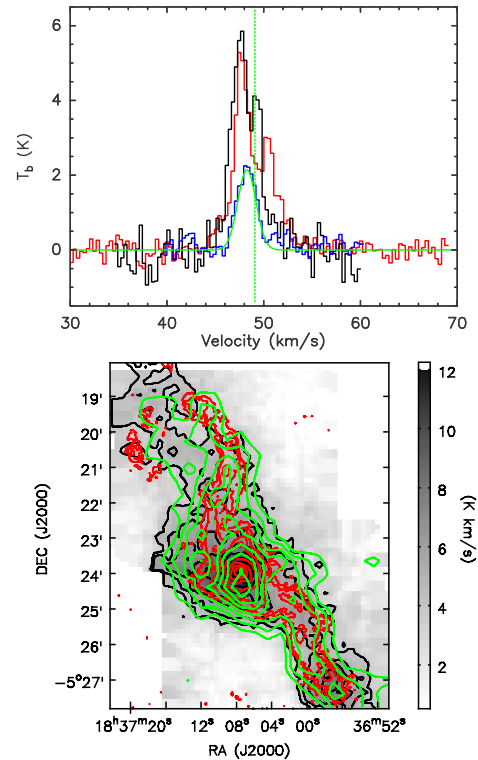 6
4
2
0
T_b (K)
30 40 50 60 70
Velocity (km/s)
19'
20'
21'
22'
23'
24'
25'
26'
−5°27'
DEC (J2000)
18ʰ37ᵐ20ˢ 12ˢ 08ˢ 04ˢ 00ˢ 36ᵐ52ˢ
RA (J2000)
12
10
8
6
4
2
(K km/s)